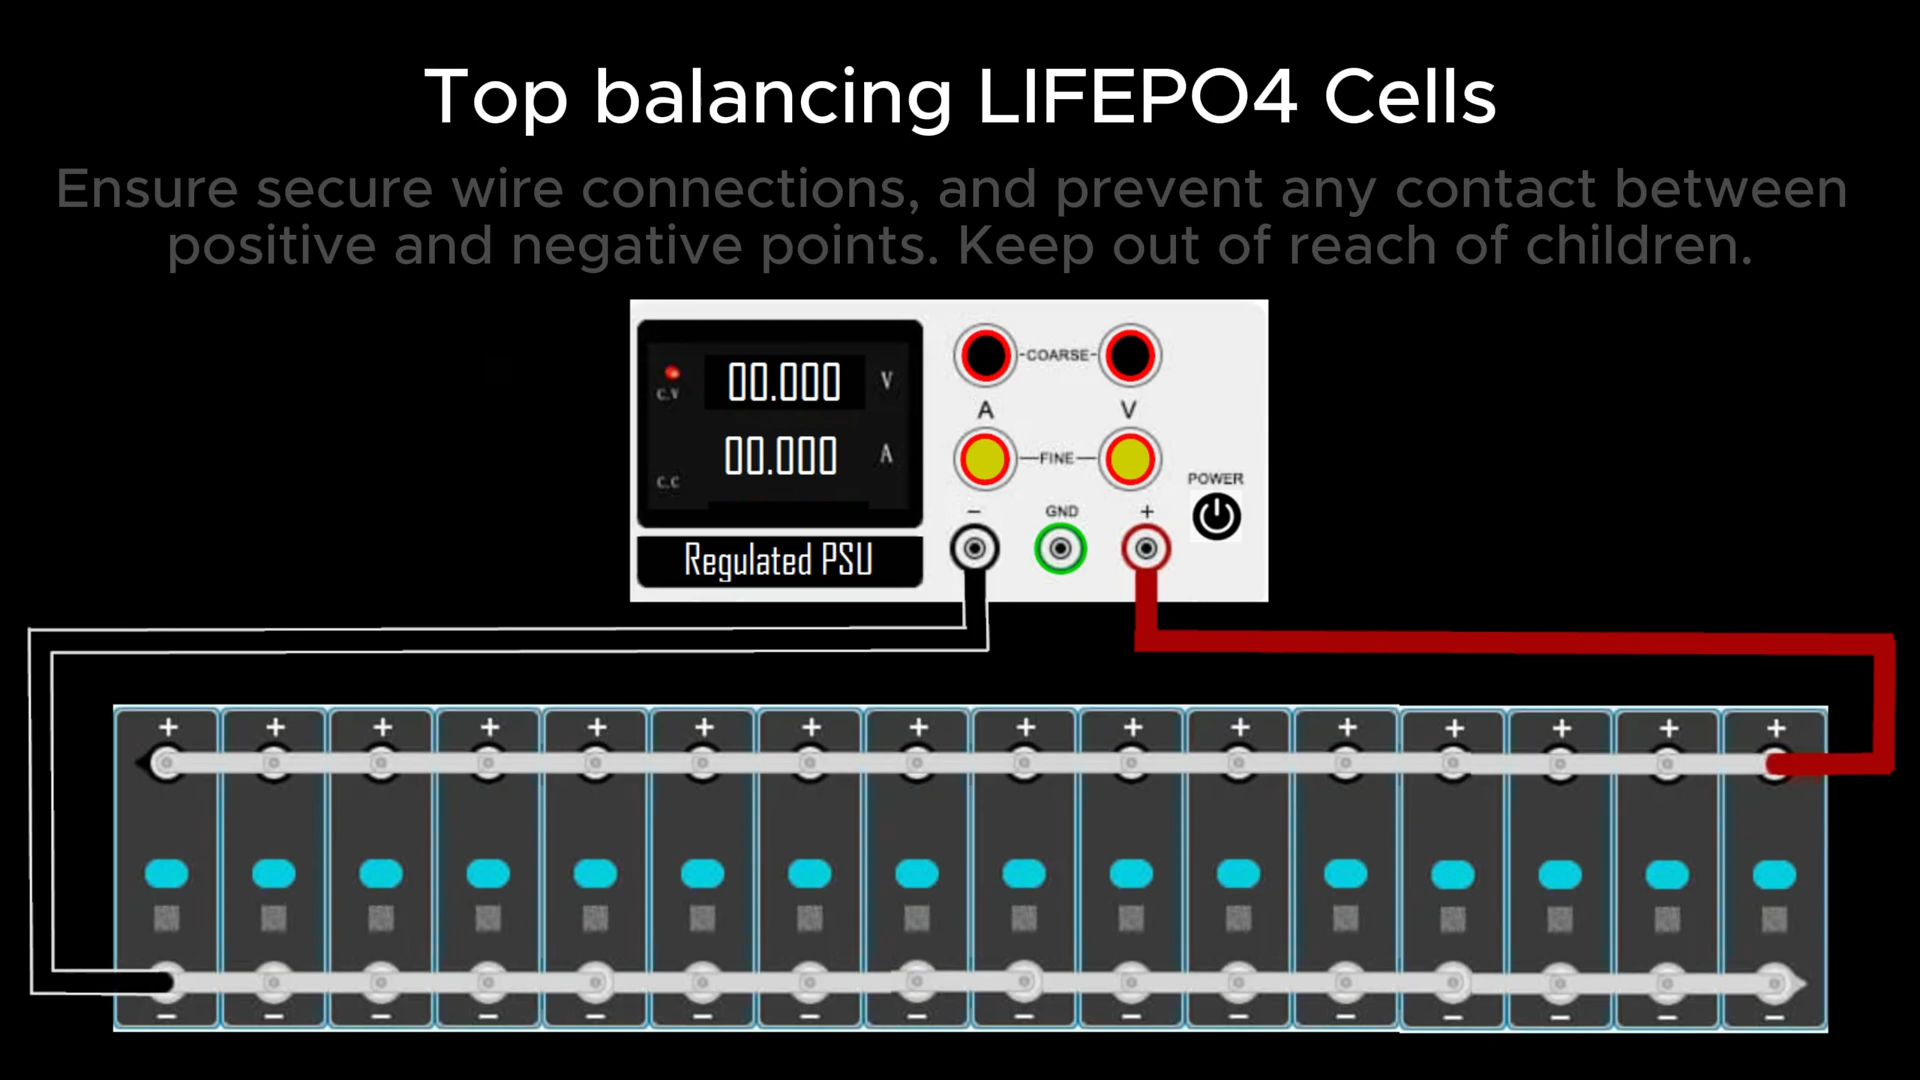 Top balancing LIFEPO4 Cells
Ensure secure wire connections, and prevent any contact between
positive and negative points. Keep out of reach of children.
C.V 00.000 V
00.000 A
C.C
Regulated PSU
-COARSE-
A V
—FINE—
POWER
− GND +
+ + + + + + + + + + + + + + + +
− − − − − − − − − − − − − − − −